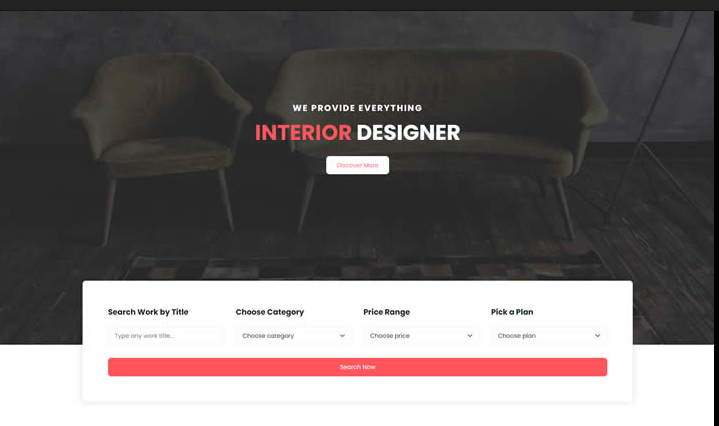 WE PROVIDE EVERYTHING
INTERIOR DESIGNER
Discover More
Search Work by Title
Choose Category
Price Range
Pick a Plan
Type any work title...
Choose category
Choose price
Choose plan
Search Now